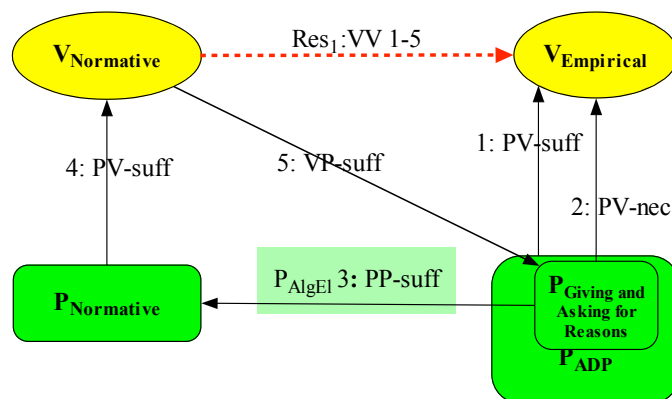 Res1:VV 1-5
VNormative
VEmpirical
1: PV-suff
4: PV-suff
5: VP-suff
2: PV-nec
PAlgEl 3: PP-suff
PNormative
PGiving and
Asking for
Reasons
PADP